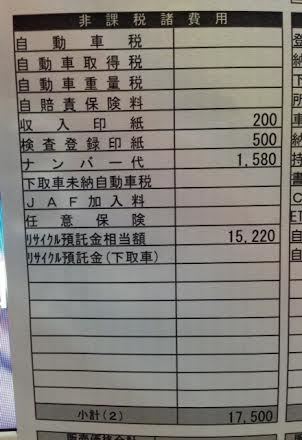 非課税諸費用
自動車税
自動車取得税
自動車重量税
自賠責保険料
収入印紙 200
検査登録印紙 500
ナンバー代 1,580
下取車未納自動車税
JAF加入料
任意保険
ﾘｻｲｸﾙ預託金相当額 15,220
ﾘｻｲｸﾙ預託金(下取車)
小計(2) 17,500